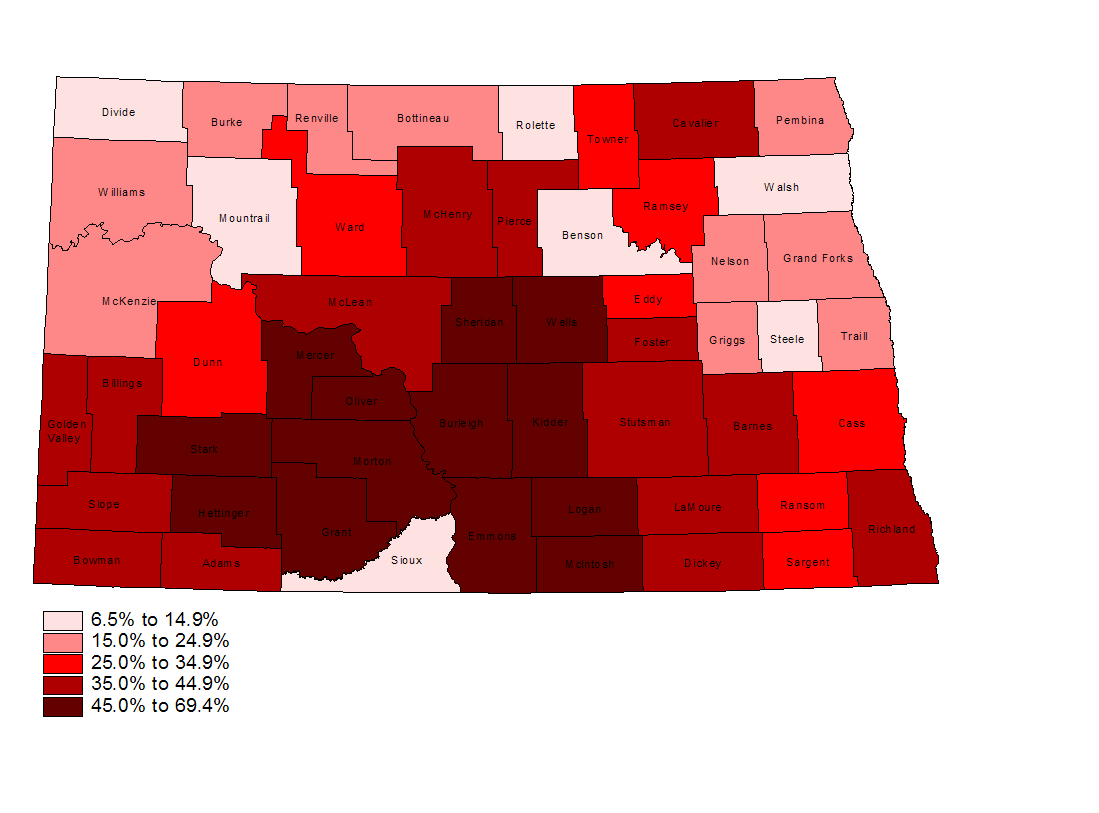 Divide
Burke
Renville
Bottineau
Rolette
Towner
Cavalier
Pembina
Williams
Mountrail
Ward
McHenry
Pierce
Benson
Ramsey
Walsh
Nelson
Grand Forks
McKenzie
McLean
Sheridan
Wells
Eddy
Foster
Griggs
Steele
Traill
Dunn
Mercer
Oliver
Billings
Golden
Valley
Stark
Morton
Burleigh
Kidder
Stutsman
Barnes
Cass
Slope
Hettinger
Grant
Emmons
Logan
LaMoure
Ransom
Richland
Bowman
Adams
Sioux
McIntosh
Dickey
Sargent
6.5% to 14.9%
15.0% to 24.9%
25.0% to 34.9%
35.0% to 44.9%
45.0% to 69.4%